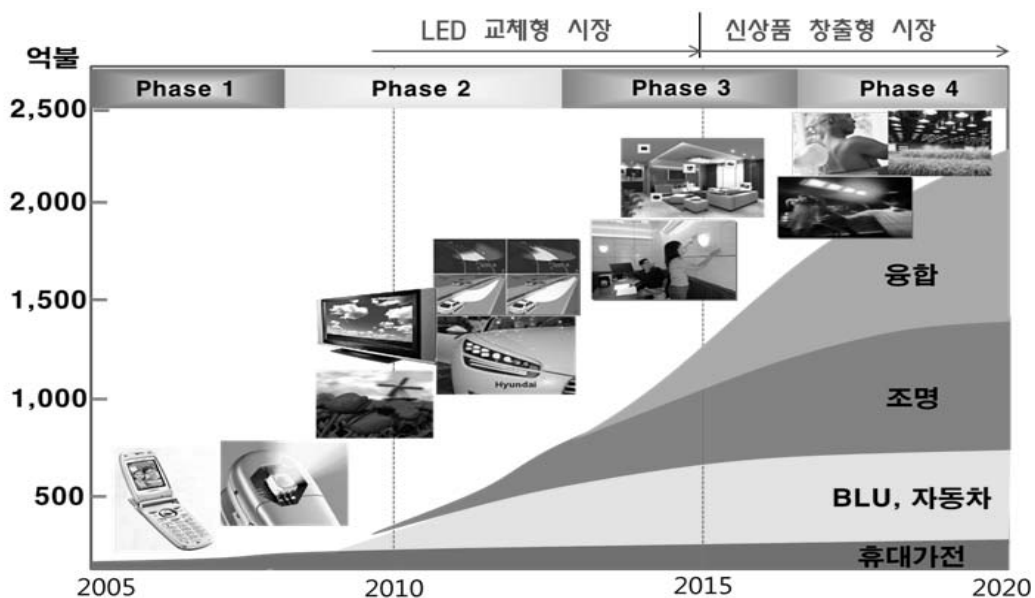 LED 교체형 시장 신상품 창출형 시장
억불
Phase 1 Phase 2 Phase 3 Phase 4
2,500
2,000
1,500
융합
Hyundai
1,000
조명
500
BLU, 자동차
휴대가전
2005 2010 2015 2020